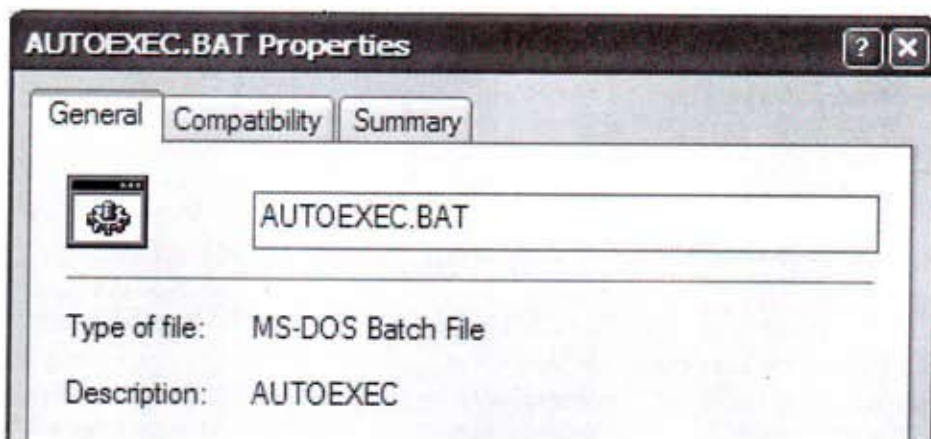 AUTOEXEC.BAT Properties
General Compatibility Summary
AUTOEXEC.BAT
Type of file: MS-DOS Batch File
Description: AUTOEXEC